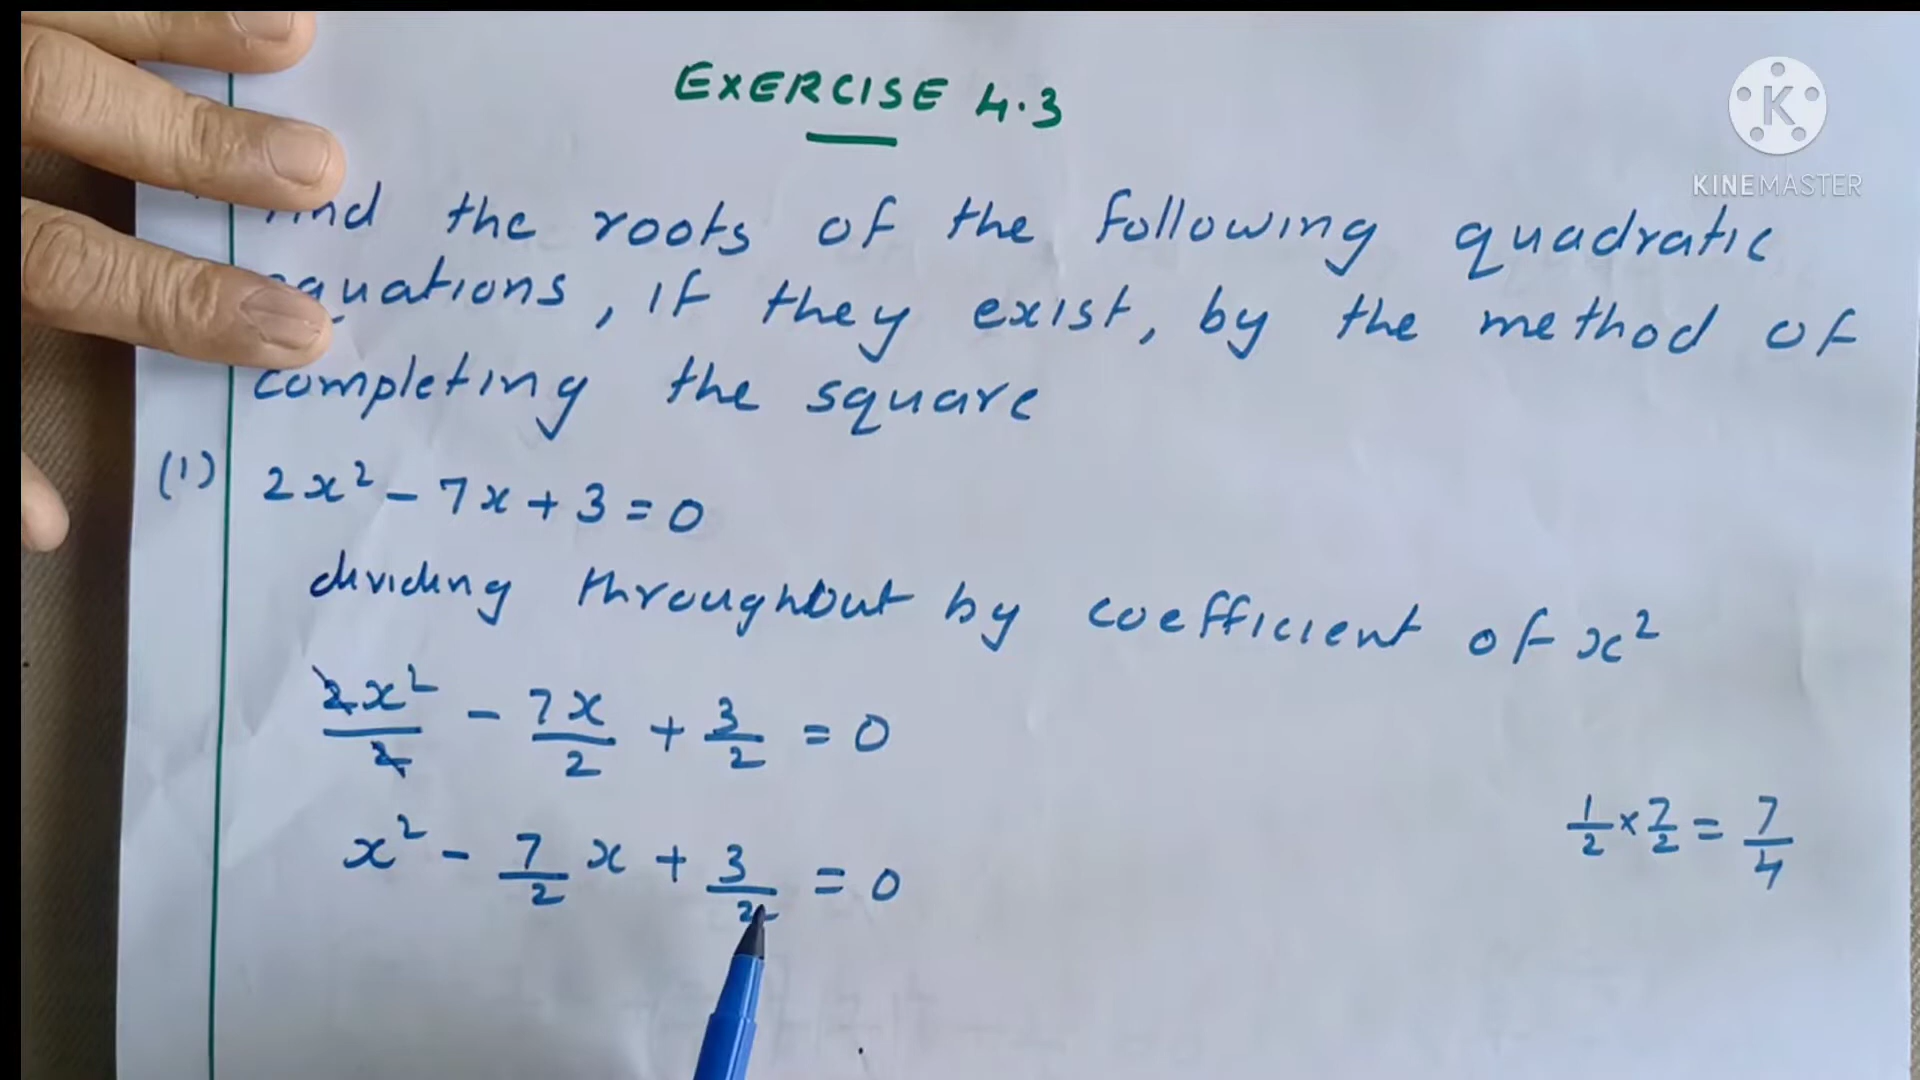 EXERCISE 4.3
K
KINEMASTER
Find the roots of the following quadratic
equations, if they exist, by the method of
completing the square
(1) 2x² - 7x + 3 = 0
dividing throughout by coefficient of x²
2x²/2 - 7x/2 + 3/2 = 0
x² - 7/2 x + 3/2 = 0
1/2 × 7/2 = 7/4